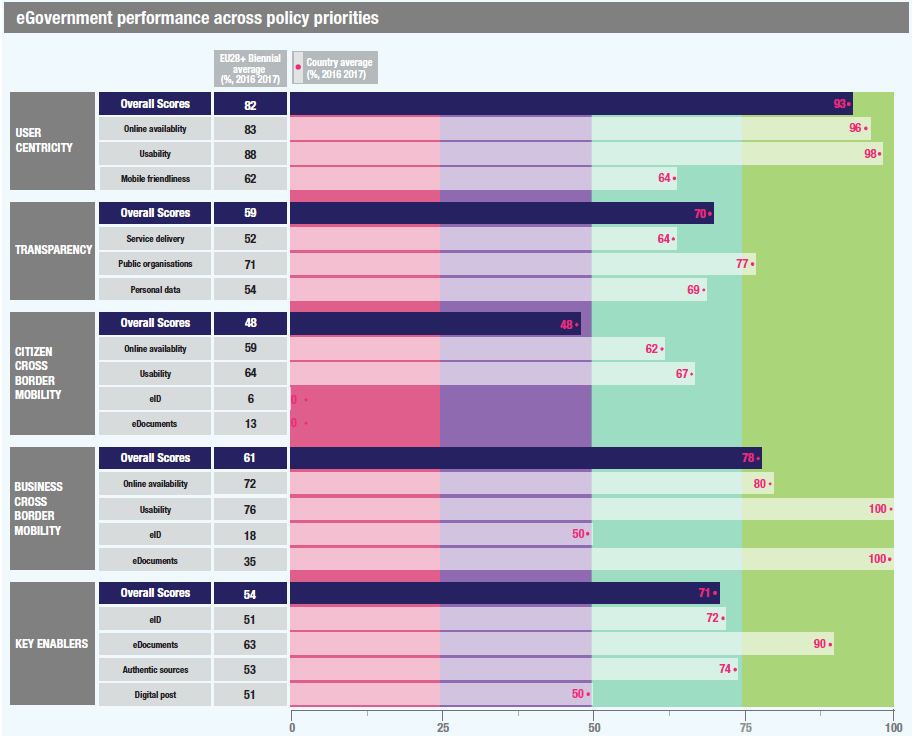 eGovernment performance across policy priorities
EU28+ Biennial
average
(%, 2016 2017)
Country average
(%, 2016 2017)
USER
CENTRICITY
Overall Scores 82 93
Online availablity 83 96
Usability 88 98
Mobile friendliness 62 64
TRANSPARENCY
Overall Scores 59 70
Service delivery 52 64
Public organisations 71 77
Personal data 54 69
CITIZEN
CROSS
BORDER
MOBILITY
Overall Scores 48 48
Online availablity 59 62
Usability 64 67
eID 6 0
eDocuments 13 0
BUSINESS
CROSS
BORDER
MOBILITY
Overall Scores 61 78
Online availability 72 80
Usability 76 100
eID 18 50
eDocuments 35 100
KEY ENABLERS
Overall Scores 54 71
eID 51 72
eDocuments 63 90
Authentic sources 53 74
Digital post 51 50
0 25 50 75 100